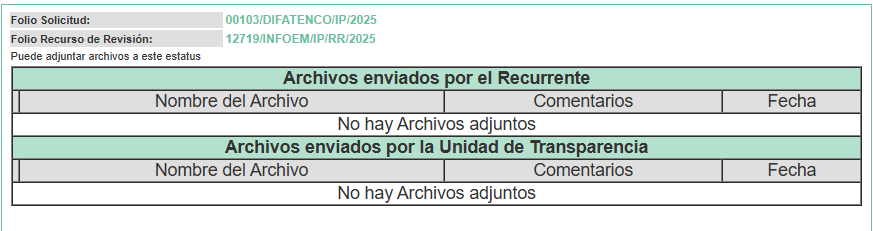 Folio Solicitud: 00103/DIFATENCO/IP/2025
Folio Recurso de Revisión: 12719/INFOEM/IP/RR/2025
Puede adjuntar archivos a este estatus
Archivos enviados por el Recurrente
Nombre del Archivo Comentarios Fecha
No hay Archivos adjuntos
Archivos enviados por la Unidad de Transparencia
Nombre del Archivo Comentarios Fecha
No hay Archivos adjuntos